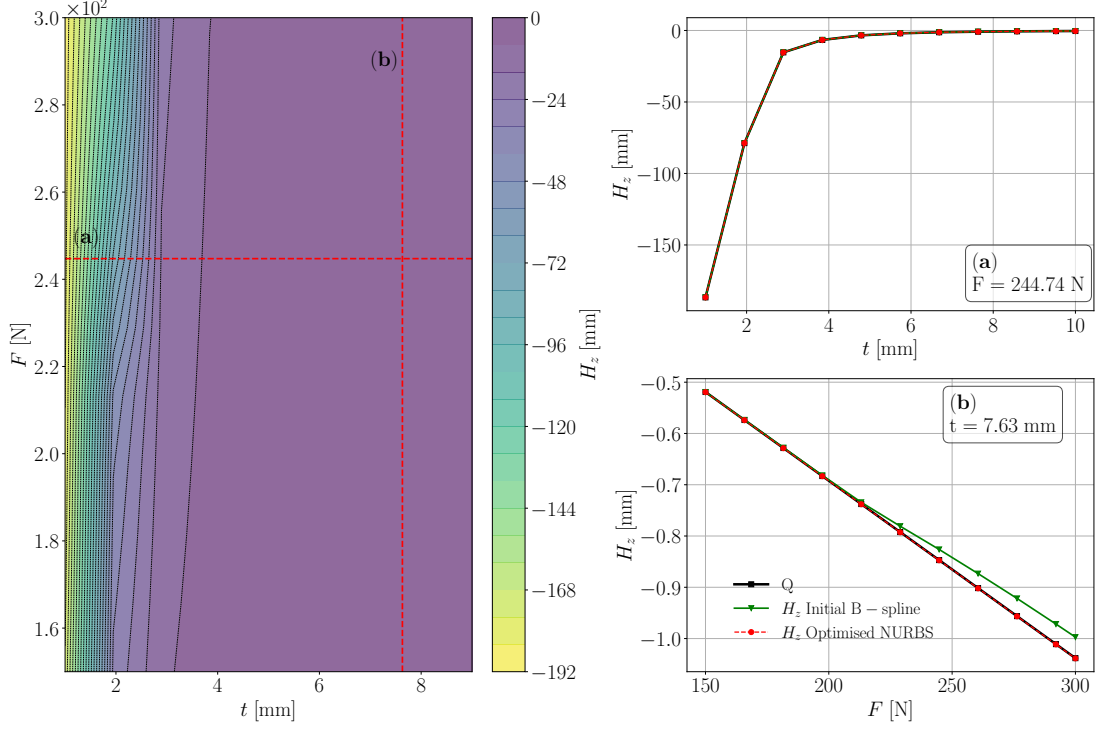 ×10²
3.0
2.8
2.6
2.4
2.2
2.0
1.8
1.6
F [N]
2
4
6
8
t [mm]
(a)
(b)
0
−24
−48
−72
−96
−120
−144
−168
−192
H_z [mm]
0
−50
−100
−150
H_z [mm]
2
4
6
8
10
t [mm]
(a)
F = 244.74 N
−0.5
−0.6
−0.7
−0.8
−0.9
−1.0
H_z [mm]
150
200
250
300
F [N]
(b)
t = 7.63 mm
Q
H_z Initial B − spline
H_z Optimised NURBS